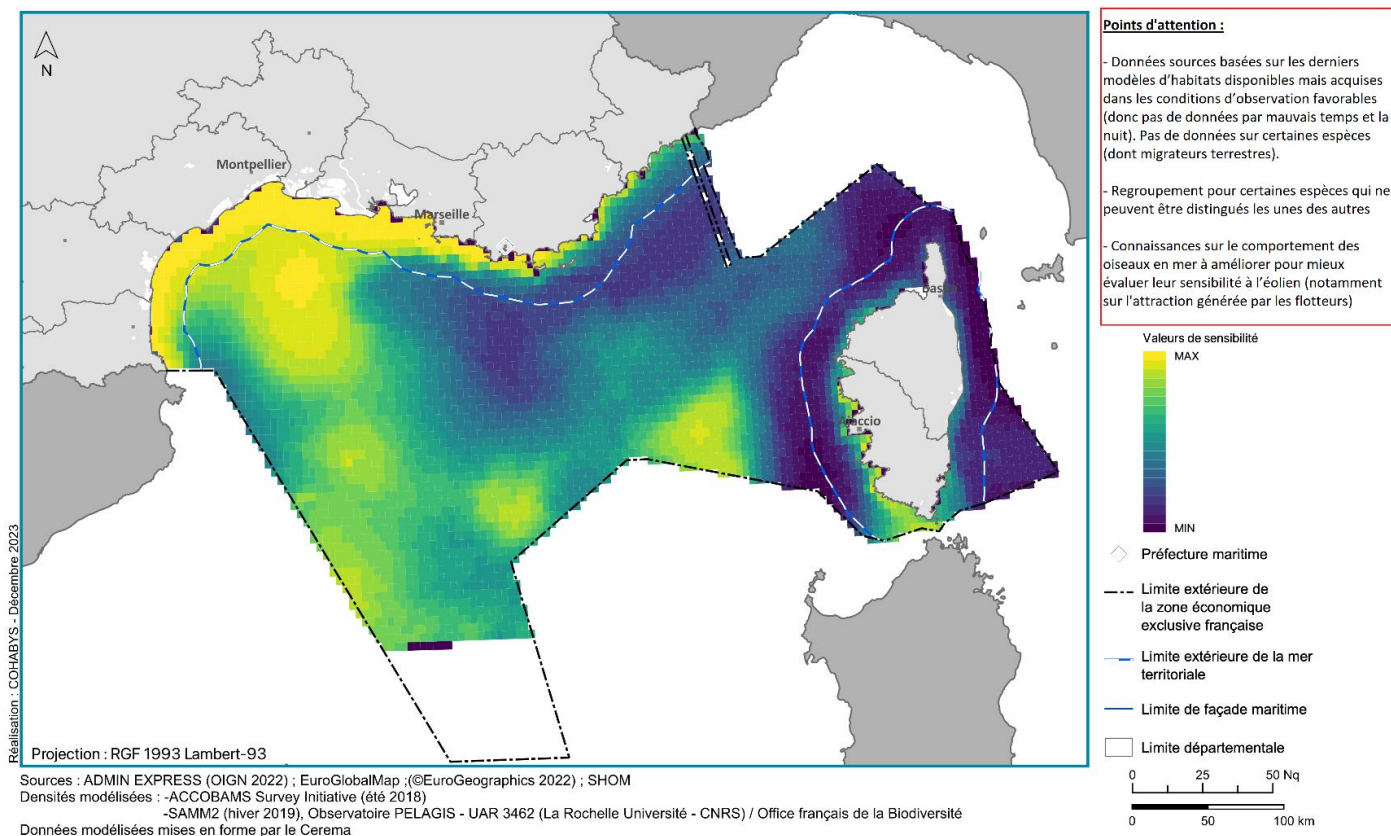 N
Montpellier
Marseille
Bastia
Ajaccio
Projection : RGF 1993 Lambert-93
Réalisation : COHABYS - Décembre 2023
Sources : ADMIN EXPRESS (OIGN 2022) ; EuroGlobalMap ;(©EuroGeographics 2022) ; SHOM
Densités modélisées : -ACCOBAMS Survey Initiative (été 2018)
-SAMM2 (hiver 2019), Observatoire PELAGIS - UAR 3462 (La Rochelle Université - CNRS) / Office français de la Biodiversité
Données modélisées mises en forme par le Cerema
Points d'attention :
- Données sources basées sur les derniers
modèles d'habitats disponibles mais acquises
dans les conditions d'observation favorables
(donc pas de données par mauvais temps et la
nuit). Pas de données sur certaines espèces
(dont migrateurs terrestres).
- Regroupement pour certaines espèces qui ne
peuvent être distingués les unes des autres
- Connaissances sur le comportement des
oiseaux en mer à améliorer pour mieux
évaluer leur sensibilité à l'éolien (notamment
sur l'attraction générée par les flotteurs)
Valeurs de sensibilité
MAX
MIN
Préfecture maritime
Limite extérieure de
la zone économique
exclusive française
Limite extérieure de la mer
territoriale
Limite de façade maritime
Limite départementale
0 25 50 Nq
0 50 100 km